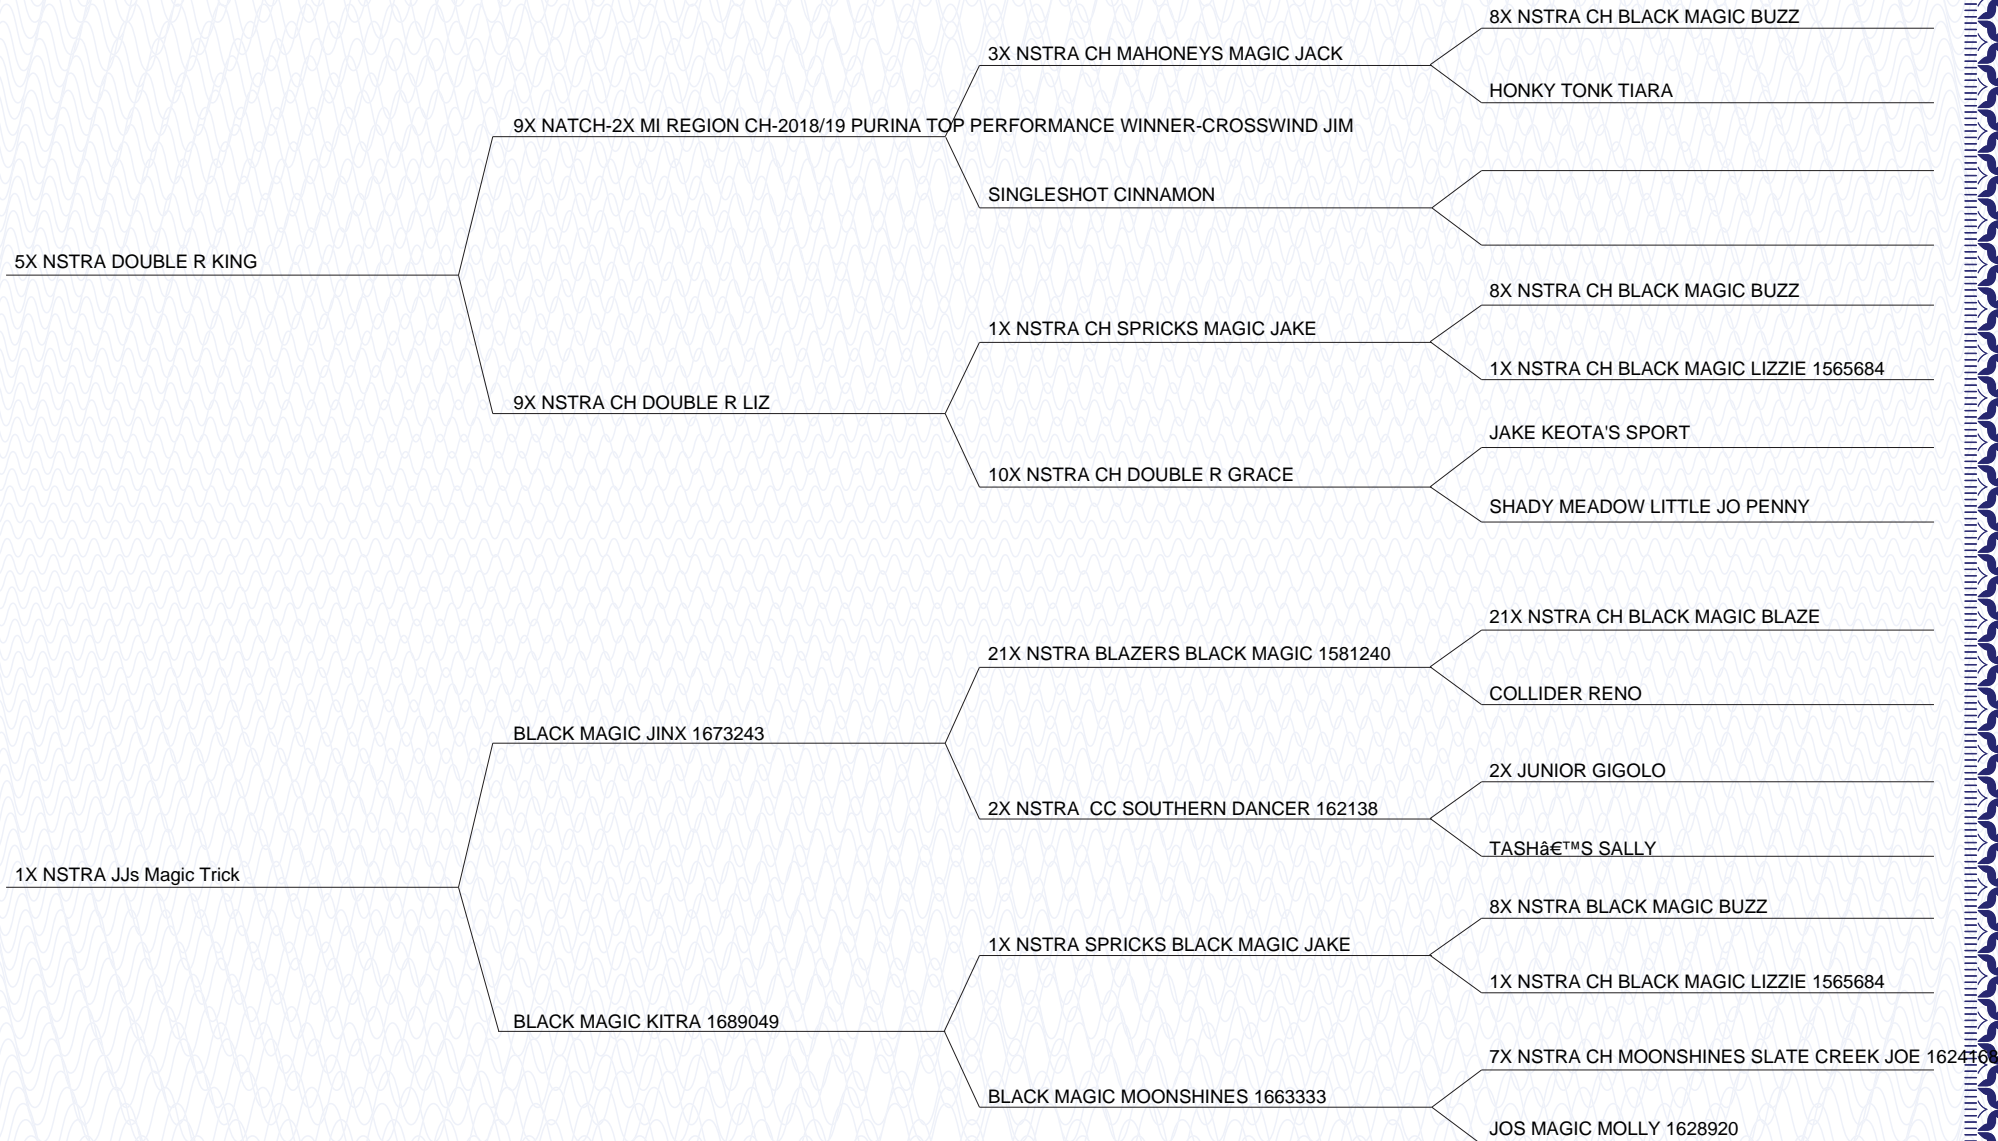 8X NSTRA CH BLACK MAGIC BUZZ
3X NSTRA CH MAHONEYS MAGIC JACK
HONKY TONK TIARA
9X NATCH-2X MI REGION CH-2018/19 PURINA TOP PERFORMANCE WINNER-CROSSWIND JIM
SINGLESHOT CINNAMON
5X NSTRA DOUBLE R KING
8X NSTRA CH BLACK MAGIC BUZZ
1X NSTRA CH SPRICKS MAGIC JAKE
1X NSTRA CH BLACK MAGIC LIZZIE 1565684
9X NSTRA CH DOUBLE R LIZ
JAKE KEOTA'S SPORT
10X NSTRA CH DOUBLE R GRACE
SHADY MEADOW LITTLE JO PENNY
21X NSTRA CH BLACK MAGIC BLAZE
21X NSTRA BLAZERS BLACK MAGIC 1581240
COLLIDER RENO
BLACK MAGIC JINX 1673243
2X JUNIOR GIGOLO
2X NSTRA  CC SOUTHERN DANCER 162138
TASHâ€™S SALLY
1X NSTRA JJs Magic Trick
8X NSTRA BLACK MAGIC BUZZ
1X NSTRA SPRICKS BLACK MAGIC JAKE
1X NSTRA CH BLACK MAGIC LIZZIE 1565684
BLACK MAGIC KITRA 1689049
7X NSTRA CH MOONSHINES SLATE CREEK JOE 1624168
BLACK MAGIC MOONSHINES 1663333
JOS MAGIC MOLLY 1628920